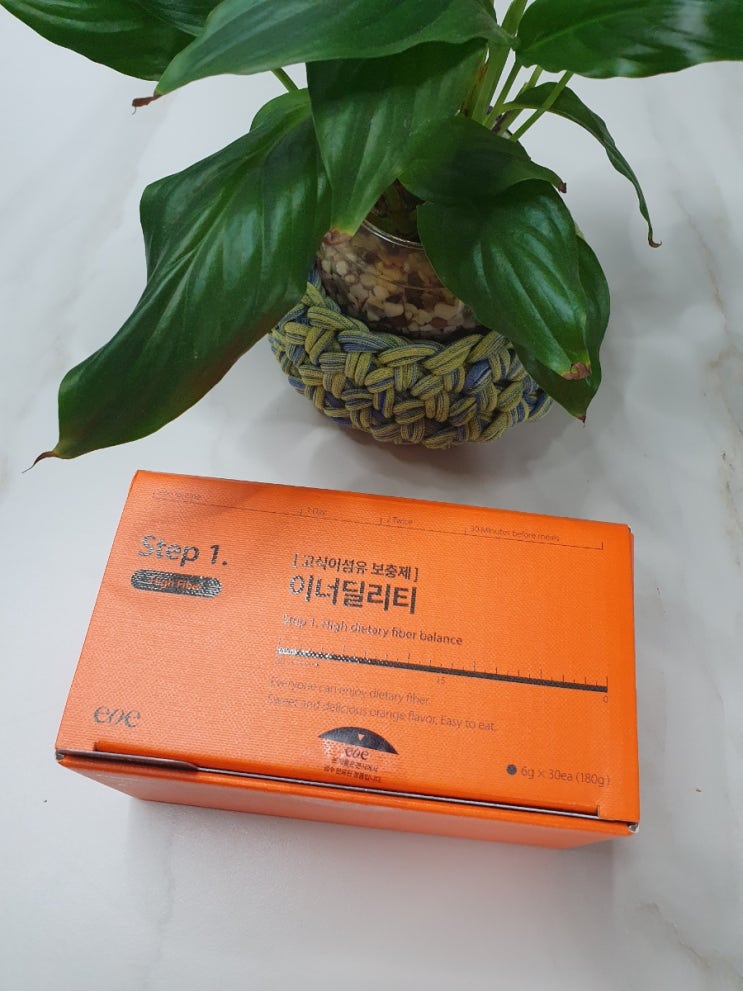 1 Day
2 Twice
30 Minutes before meals
Step 1.
High Fiber
[ 고식이섬유 보충제 ]
이너딜리티
Step 1. High dietary fiber balance
30
15
0
Everyone can enjoy dietary fiber.
Sweet and delicious orange flavor, Easy to eat.
eoe
eoe
6g × 30ea (180g)